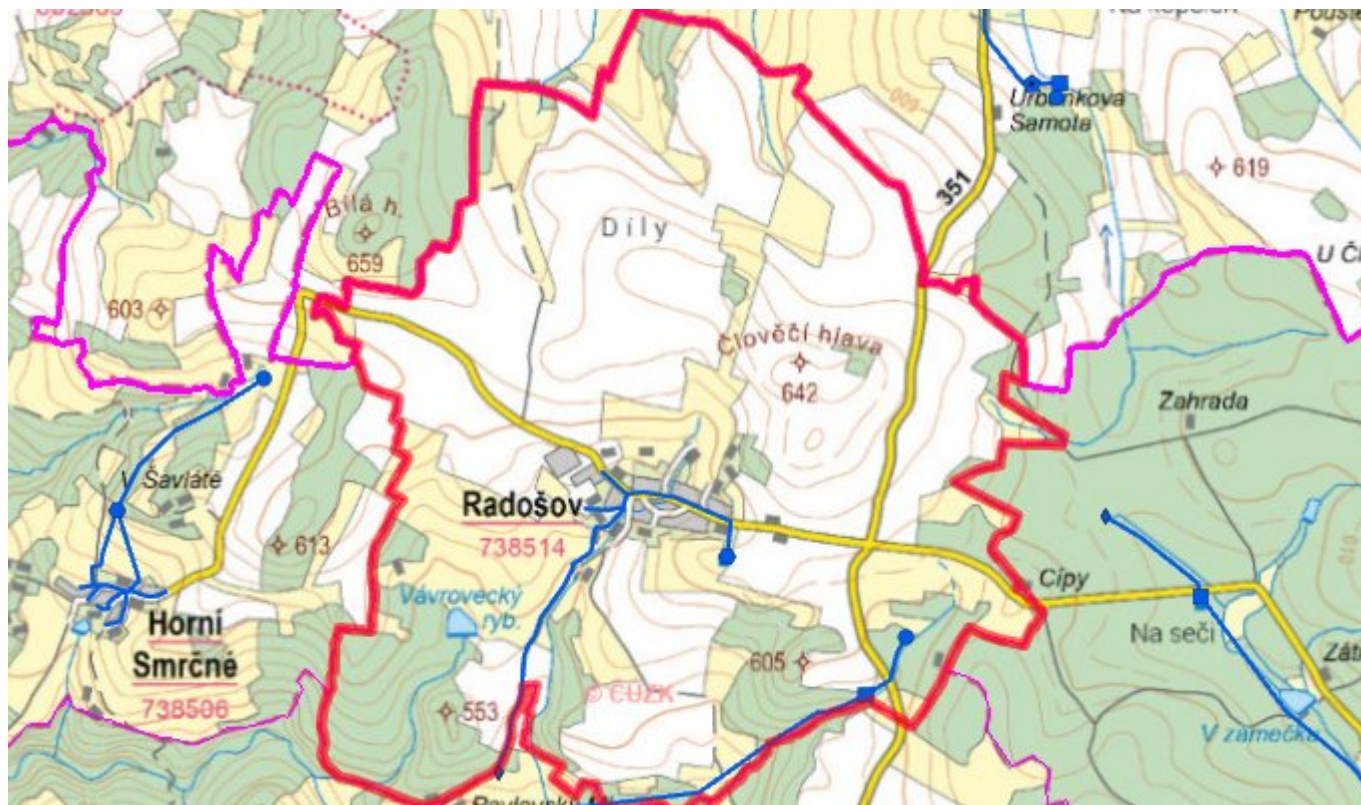 Urbánkova
Samota
619
351
Bílá h.
659
Díly
603
Člověčí hlava
642
Zahrada
V Šavlátě
Radošov
738514
613
Cípy
Vávrovecký
ryb.
Na seči
Horní
Smrčné
738506
605
© ČÚZK
553
V zámečka